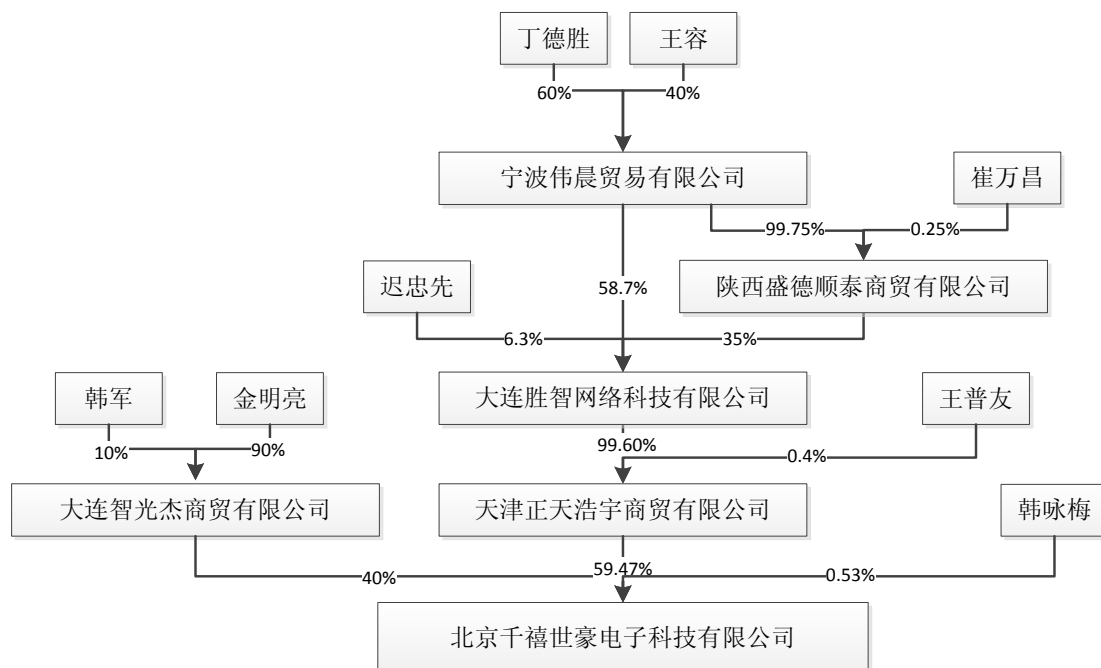 丁德胜
王容
60%
40%
宁波伟晨贸易有限公司
崔万昌
99.75%
0.25%
迟忠先
58.7%
陕西盛德顺泰商贸有限公司
6.3%
35%
韩军
金明亮
大连胜智网络科技有限公司
王普友
10%
90%
99.60%
0.4%
大连智光杰商贸有限公司
天津正天浩宇商贸有限公司
韩咏梅
40%
59.47%
0.53%
北京千禧世豪电子科技有限公司